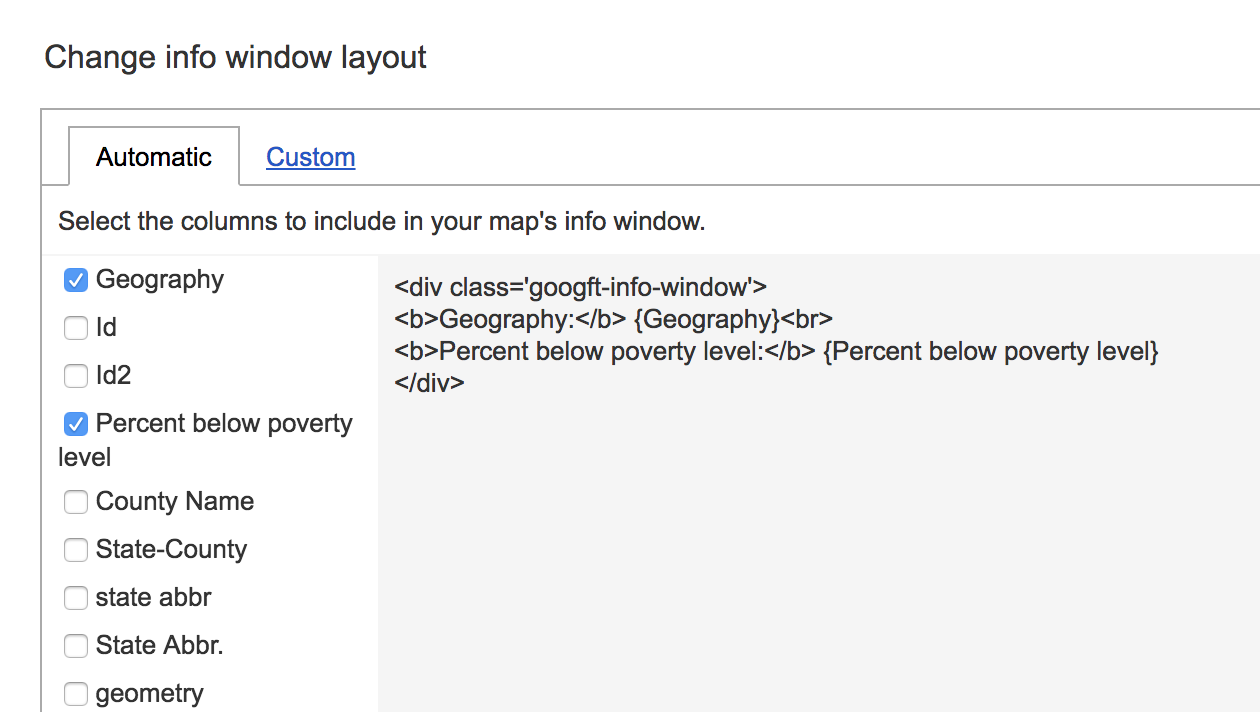 Change info window layout
Automatic
Custom
Select the columns to include in your map's info window.
Geography
Id
Id2
Percent below poverty
level
County Name
State-County
state abbr
State Abbr.
geometry
<div class='googft-info-window'>
<b>Geography:</b> {Geography}<br>
<b>Percent below poverty level:</b> {Percent below poverty level}
</div>